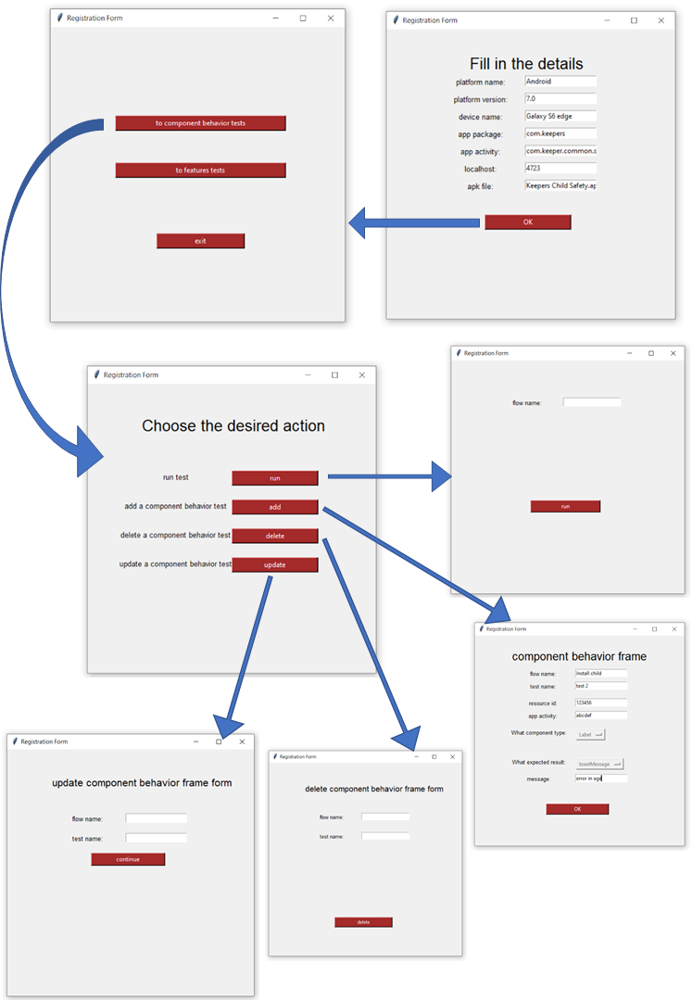 Registration Form
to component behavior tests
to features tests
exit
Registration Form
Fill in the details
platform name: Android
platform version: 7.0
device name: Galaxy S6 edge
app package: com.keepers
app activity: com.keeper.common.s
localhost: 4723
apk file: Keepers Child Safety.ap
OK
Registration Form
Choose the desired action
run test run
add a component behavior test add
delete a component behavior test delete
update a component behavior test update
Registration Form
flow name:
run
Registration Form
component behavior frame
flow name: Install child
test name: test 2
resource id: 123456
app activity: abcdef
What component type: Label
What expected result: toastMessage
message: error in age
OK
Registration Form
update component behavior frame form
flow name:
test name:
continue
Registration Form
delete component behavior frame form
flow name:
test name:
delete